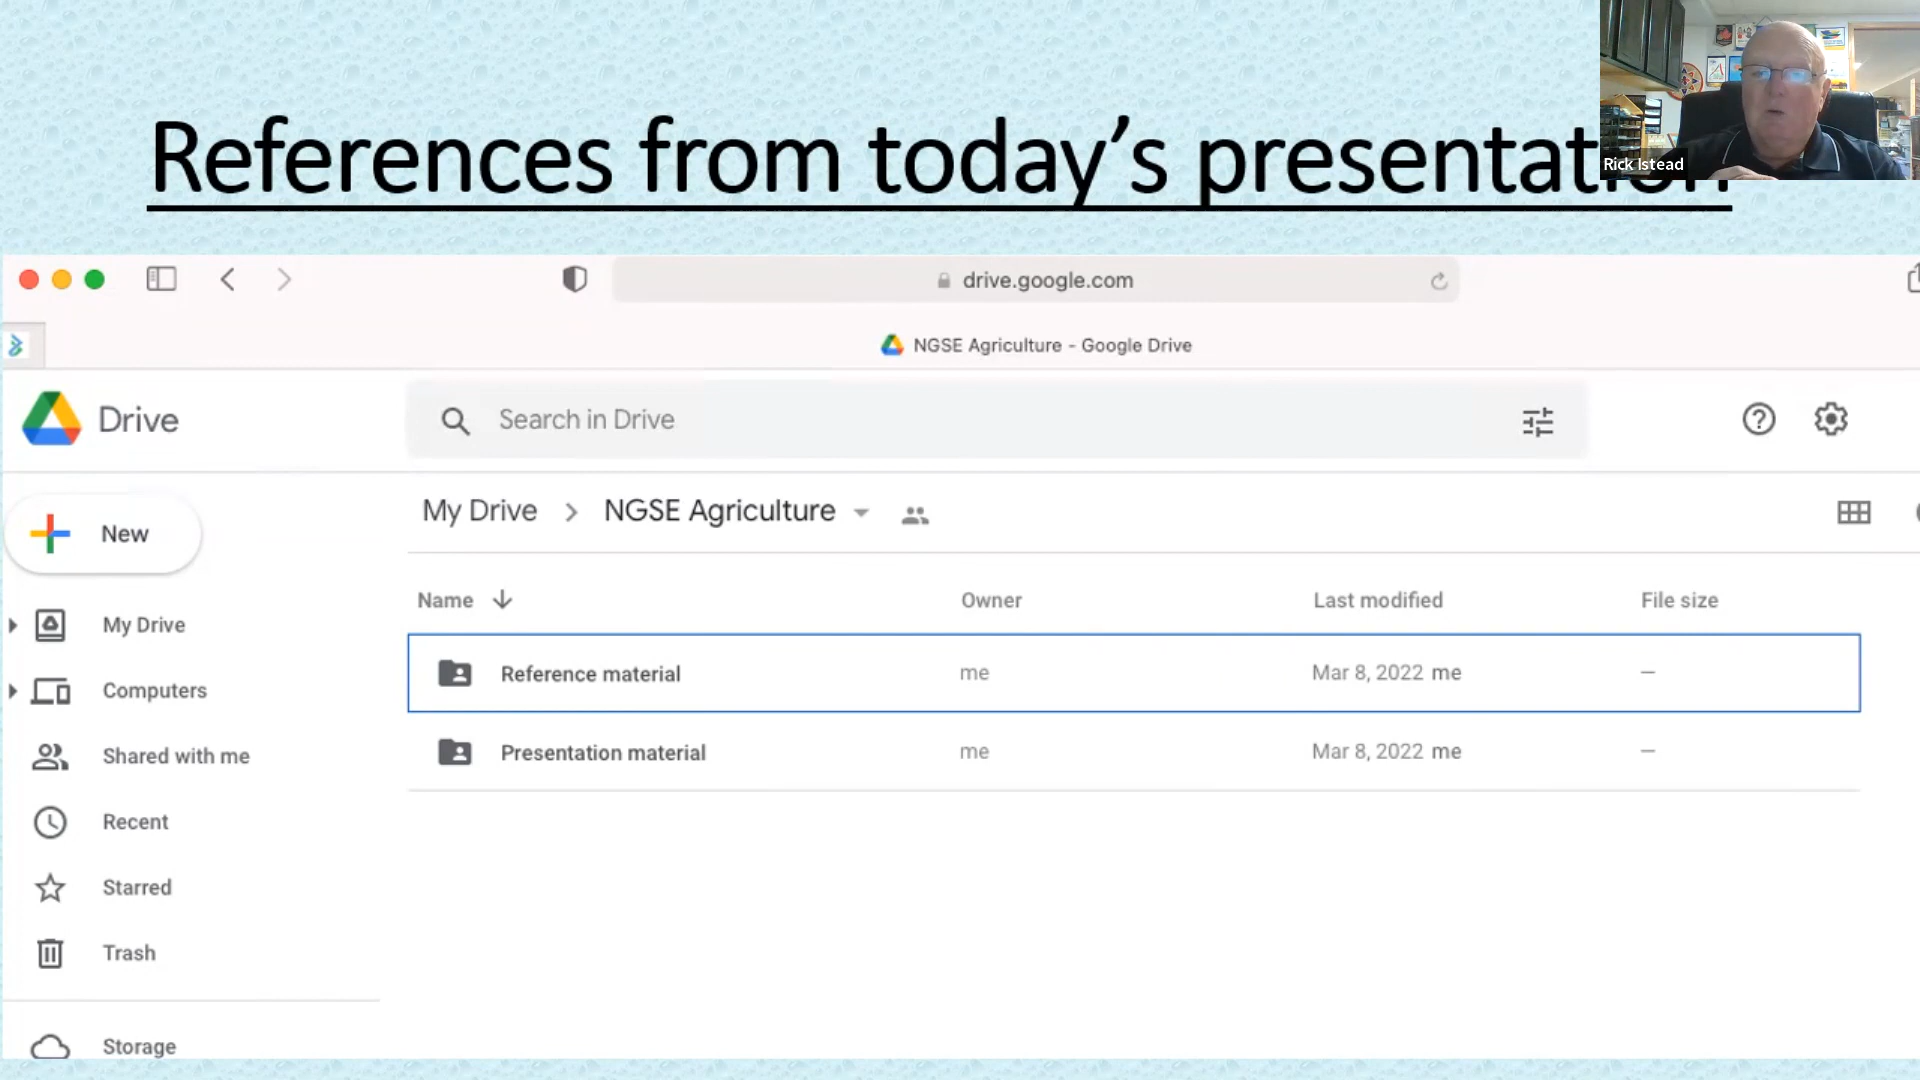 References from today's presentation
Rick Istead
drive.google.com
NGSE Agriculture - Google Drive
Drive
Search in Drive
New
My Drive > NGSE Agriculture
Name Owner Last modified File size
Reference material me Mar 8, 2022 me –
Presentation material me Mar 8, 2022 me –
My Drive
Computers
Shared with me
Recent
Starred
Trash
Storage